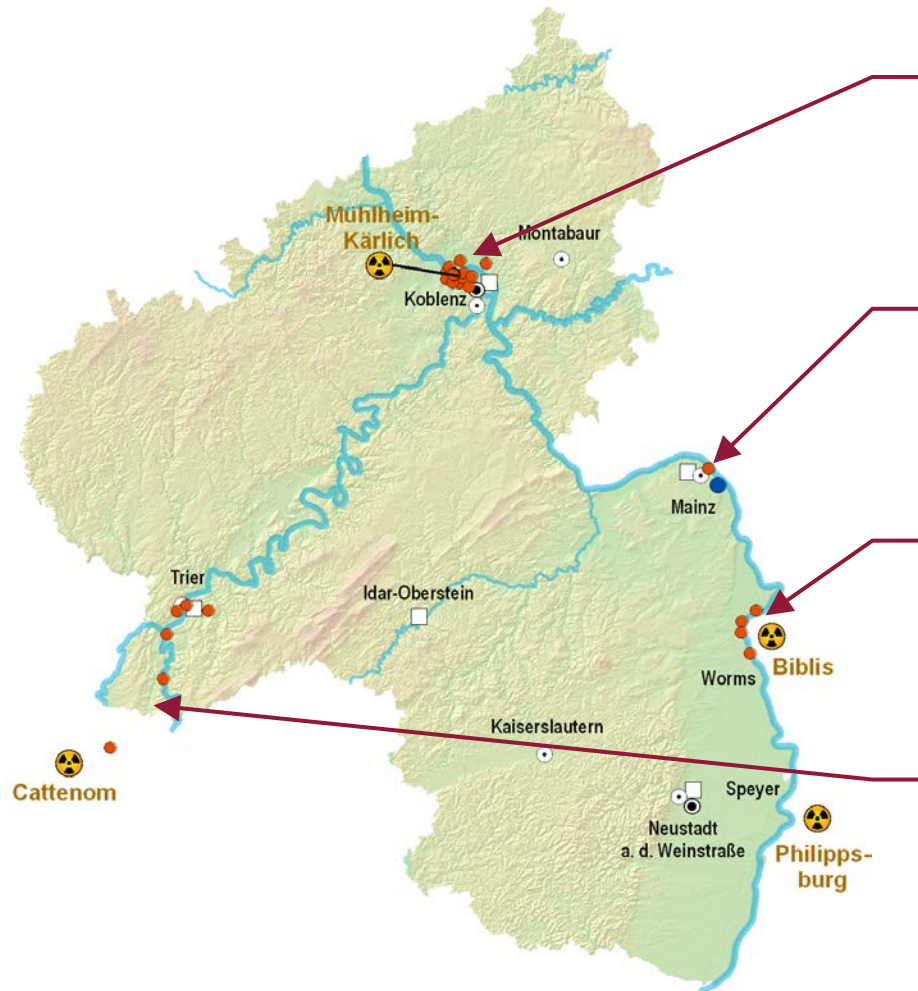 Mühlheim-
Kärlich
Montabaur
Koblenz
Mainz
Trier
Idar-Oberstein
Biblis
Worms
Kaiserslautern
Cattenom
Speyer
Neustadt
a. d. Weinstraße
Philipps-
burg